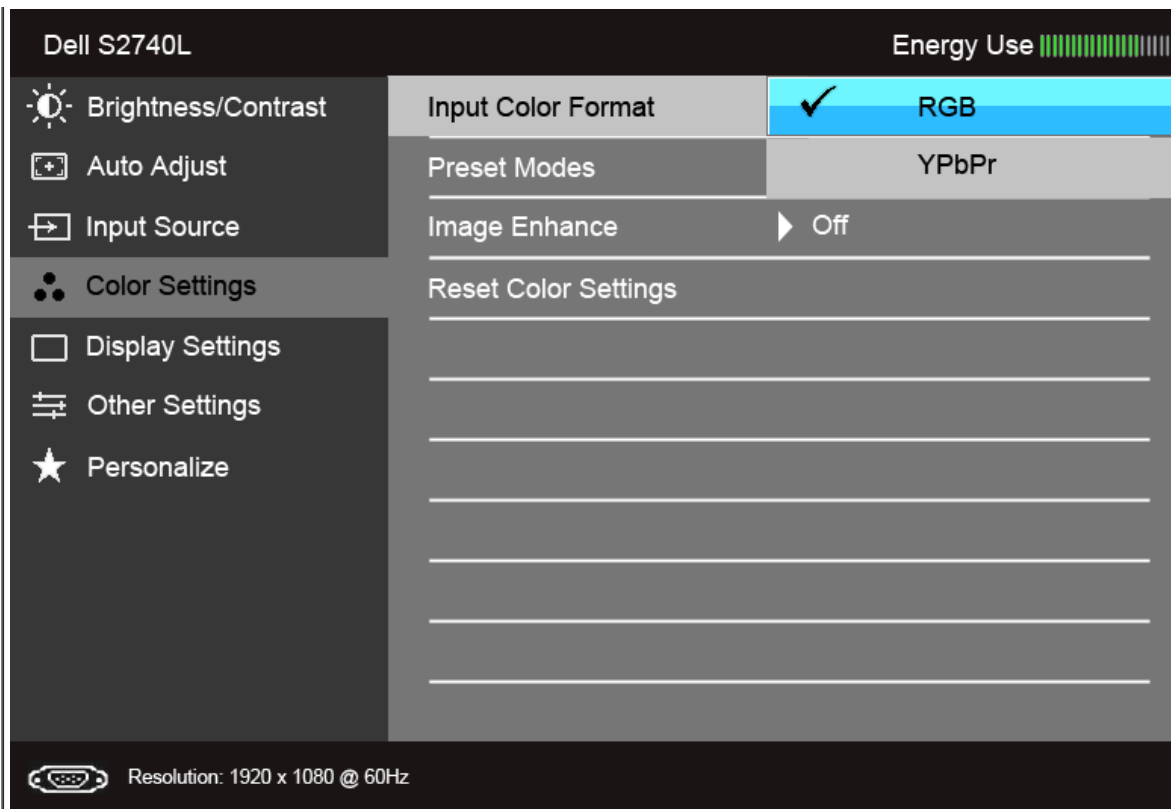 Dell S2740L
Energy Use
Brightness/Contrast
Auto Adjust
Input Source
Color Settings
Display Settings
Other Settings
Personalize
Input Color Format
RGB
YPbPr
Preset Modes
Image Enhance
Off
Reset Color Settings
Resolution: 1920 x 1080 @ 60Hz